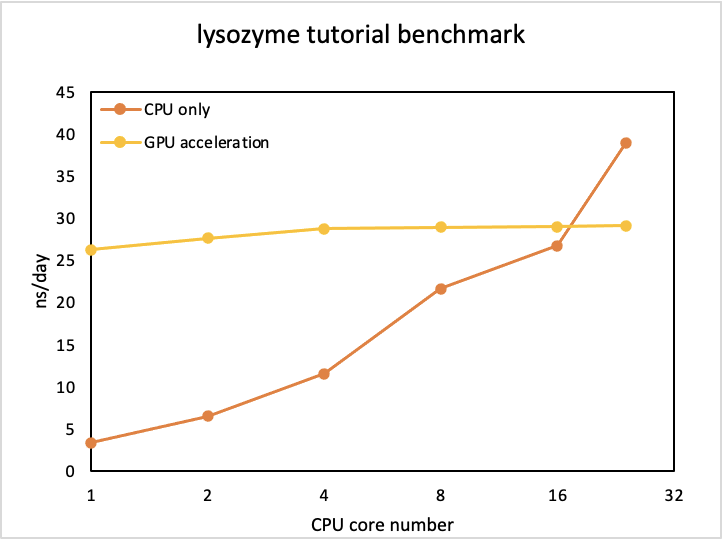 lysozyme tutorial benchmark
45
40
35
30
25
20
15
10
5
0
ns/day
CPU only
GPU acceleration
1 2 4 8 16 32
CPU core number